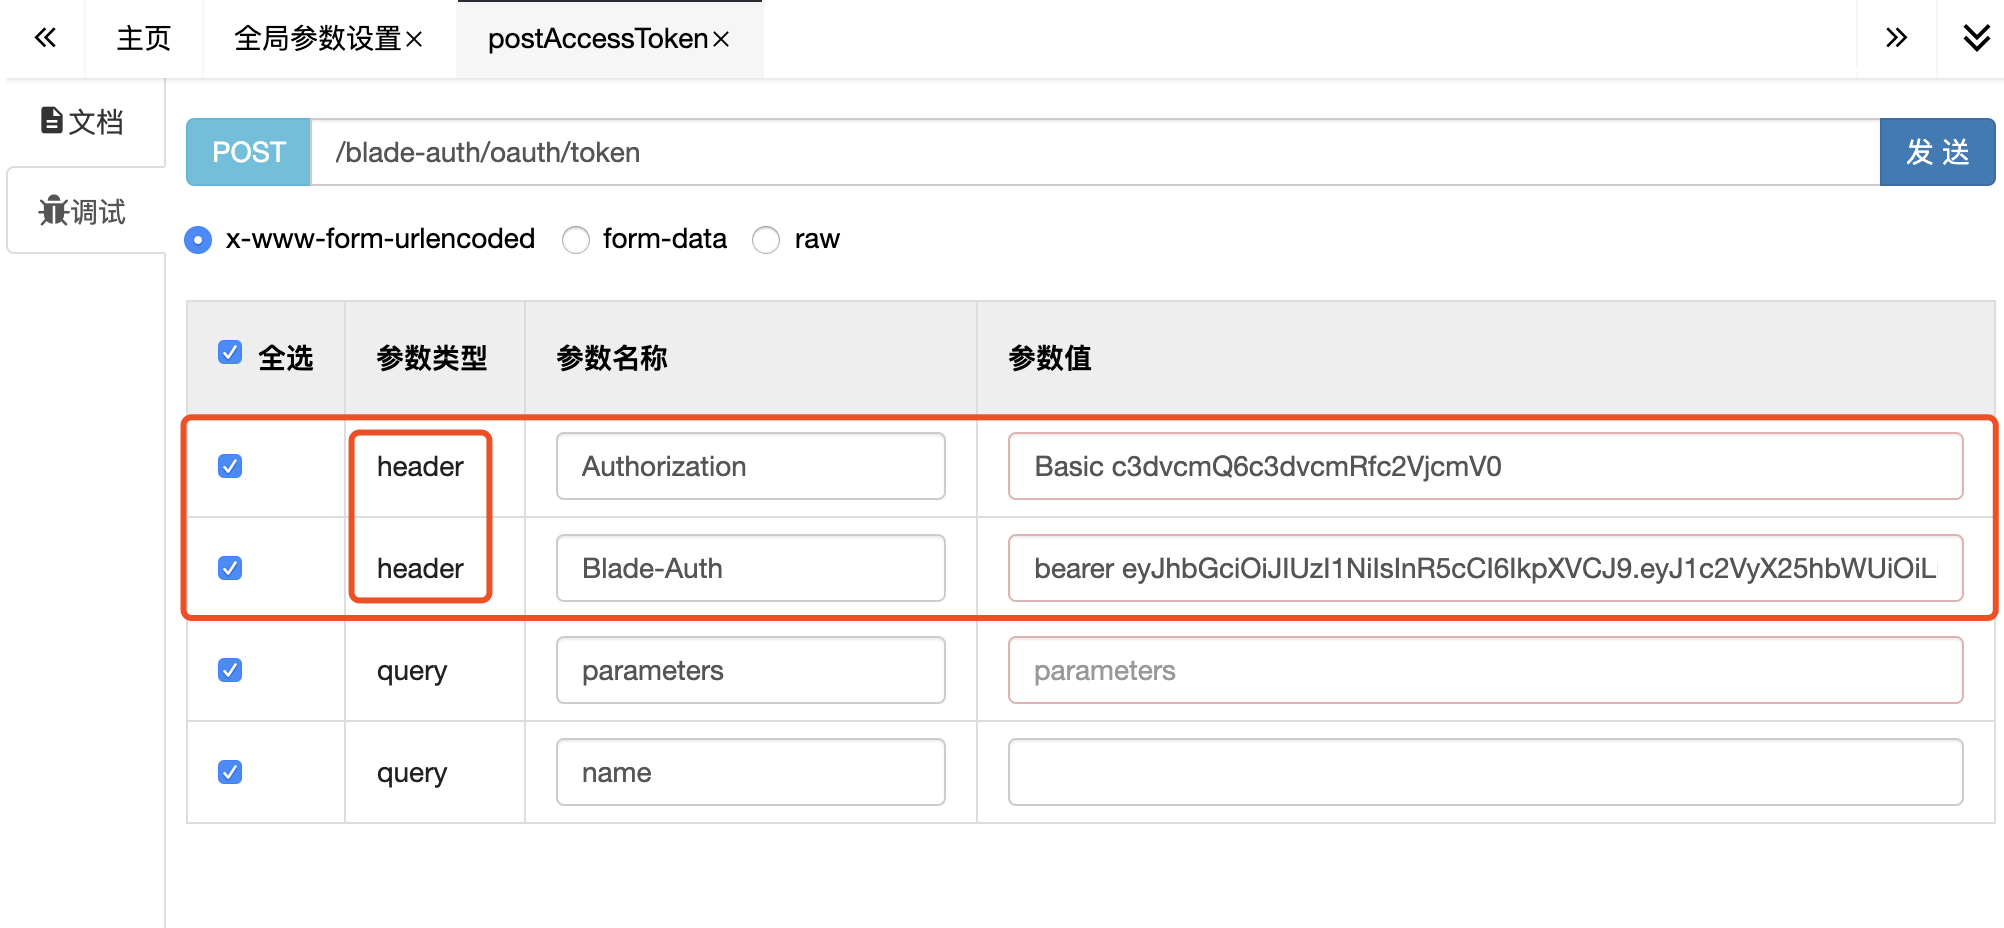 主页 全局参数设置 postAccessToken
文档
POST /blade-auth/oauth/token 发 送
调试
x-www-form-urlencoded form-data raw
全选 参数类型 参数名称 参数值
header Authorization Basic c3dvcmQ6c3dvcmRfc2VjcmV0
header Blade-Auth bearer eyJhbGciOiJIUzI1NiIsInR5cCI6IkpXVCJ9.eyJ1c2VyX25hbWUiOiL
query parameters parameters
query name